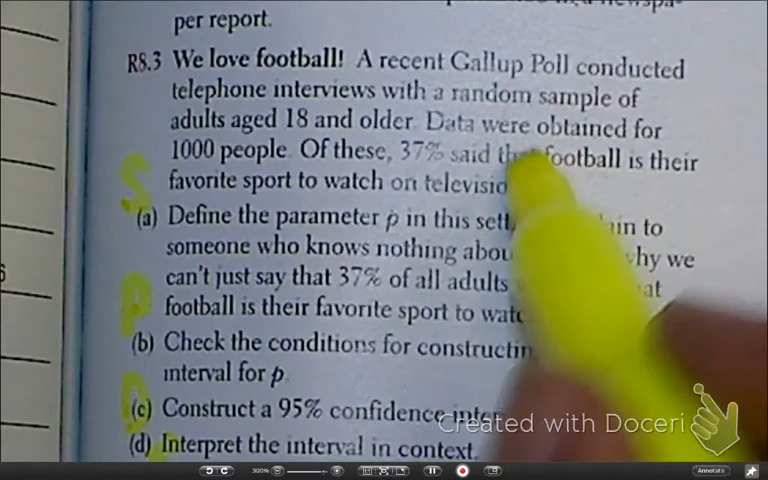 per report.
R8.3 We love football! A recent Gallup Poll conducted
telephone interviews with a random sample of
adults aged 18 and older. Data were obtained for
1000 people. Of these, 37% said that football is their
favorite sport to watch on televisio
S
(a) Define the parameter p in this to
someone who knows nothing why we
can't just say that 37% of all adults
P
football is their favorite sport to
(b) Check the conditions for
interval for p.
D
(c) Construct a 95% confidence
Created with Doceri
(d) Interpret the interval in context.
300%
Annotate